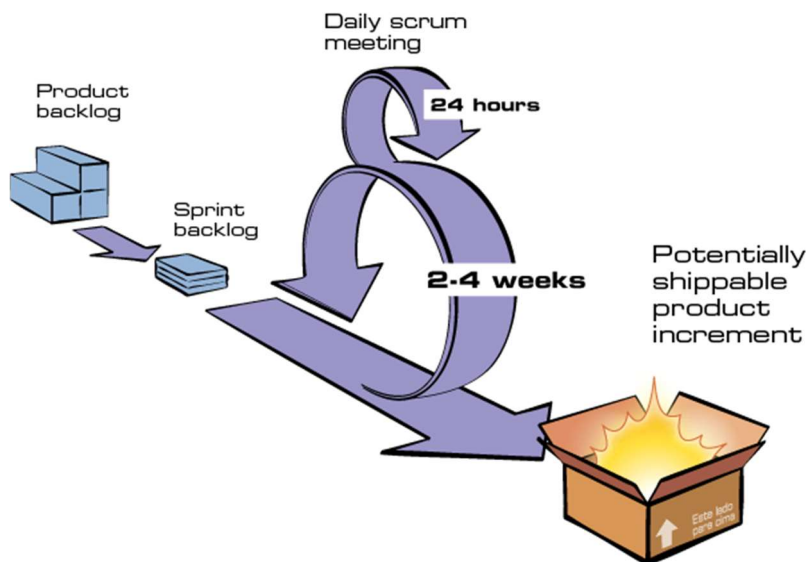 Daily scrum
meeting
24 hours
Product
backlog
Sprint
backlog
2-4 weeks
Potentially
shippable
product
increment
Este lado
para cima